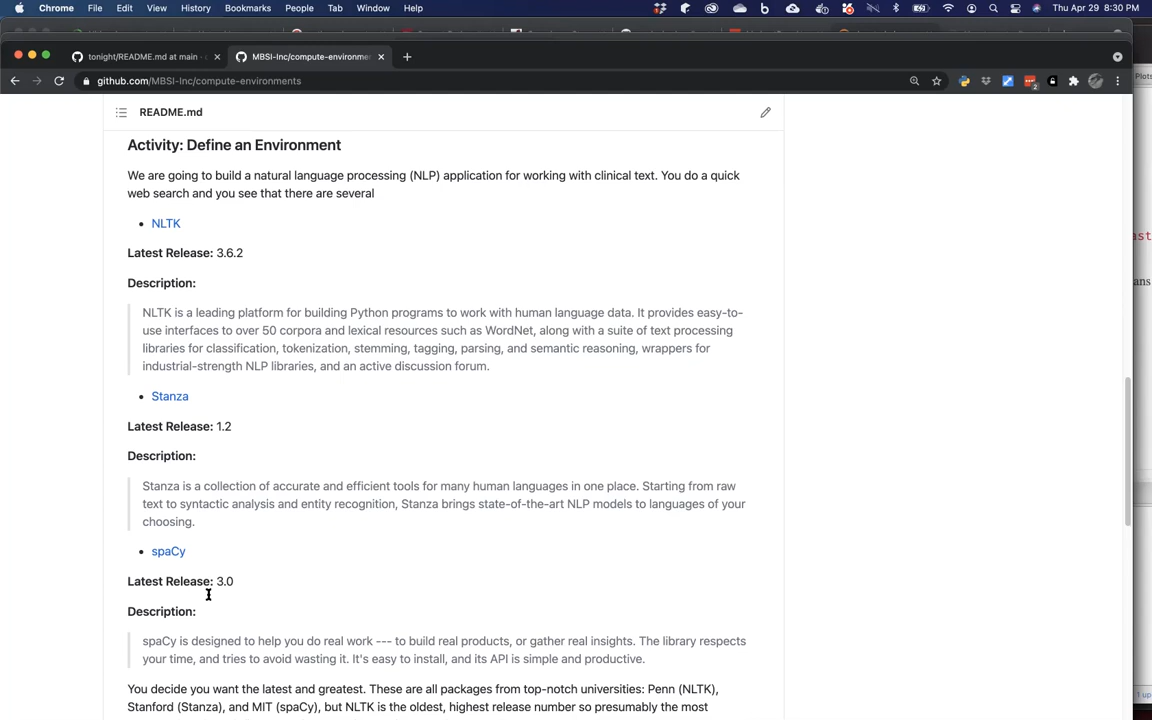 Chrome File Edit View History Bookmarks People Tab Window Help Thu Apr 29 8:30 PM
tonight/README.md at main · MBSI-Inc/compute-environme
github.com/MBSI-Inc/compute-environments
Plots
README.md
Activity: Define an Environment
We are going to build a natural language processing (NLP) application for working with clinical text. You do a quick
web search and you see that there are several
• NLTK
Latest Release: 3.6.2
Description:
NLTK is a leading platform for building Python programs to work with human language data. It provides easy-to-
use interfaces to over 50 corpora and lexical resources such as WordNet, along with a suite of text processing
libraries for classification, tokenization, stemming, tagging, parsing, and semantic reasoning, wrappers for
industrial-strength NLP libraries, and an active discussion forum.
• Stanza
Latest Release: 1.2
Description:
Stanza is a collection of accurate and efficient tools for many human languages in one place. Starting from raw
text to syntactic analysis and entity recognition, Stanza brings state-of-the-art NLP models to languages of your
choosing.
• spaCy
Latest Release: 3.0
Description:
spaCy is designed to help you do real work --- to build real products, or gather real insights. The library respects
your time, and tries to avoid wasting it. It's easy to install, and its API is simple and productive.
You decide you want the latest and greatest. These are all packages from top-notch universities: Penn (NLTK),
Stanford (Stanza), and MIT (spaCy), but NLTK is the oldest, highest release number so presumably the most
ast
ans
1 up